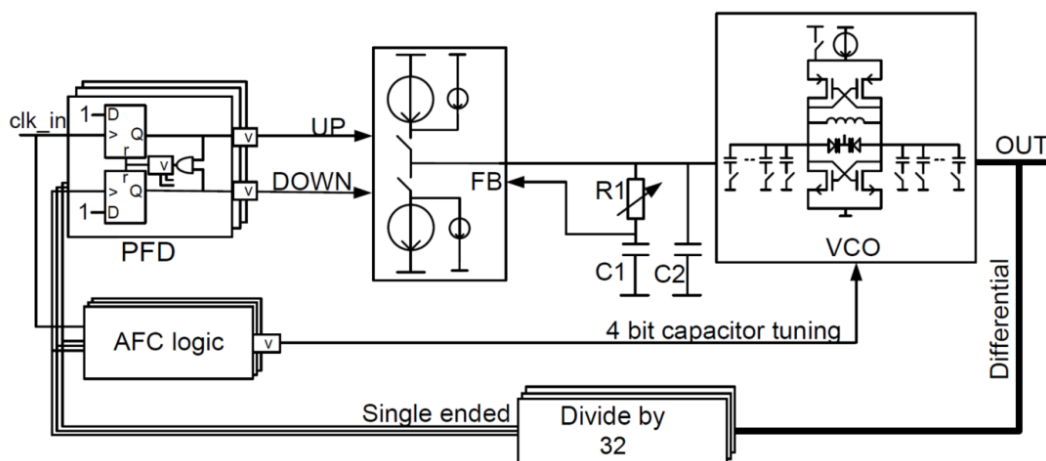 clk_in
1
D
>
Q
r
v
v
UP
r
>
Q
1
D
v
DOWN
PFD
FB
R1
C1
C2
VCO
OUT
AFC logic
v
4 bit capacitor tuning
Differential
Single ended
Divide by
32